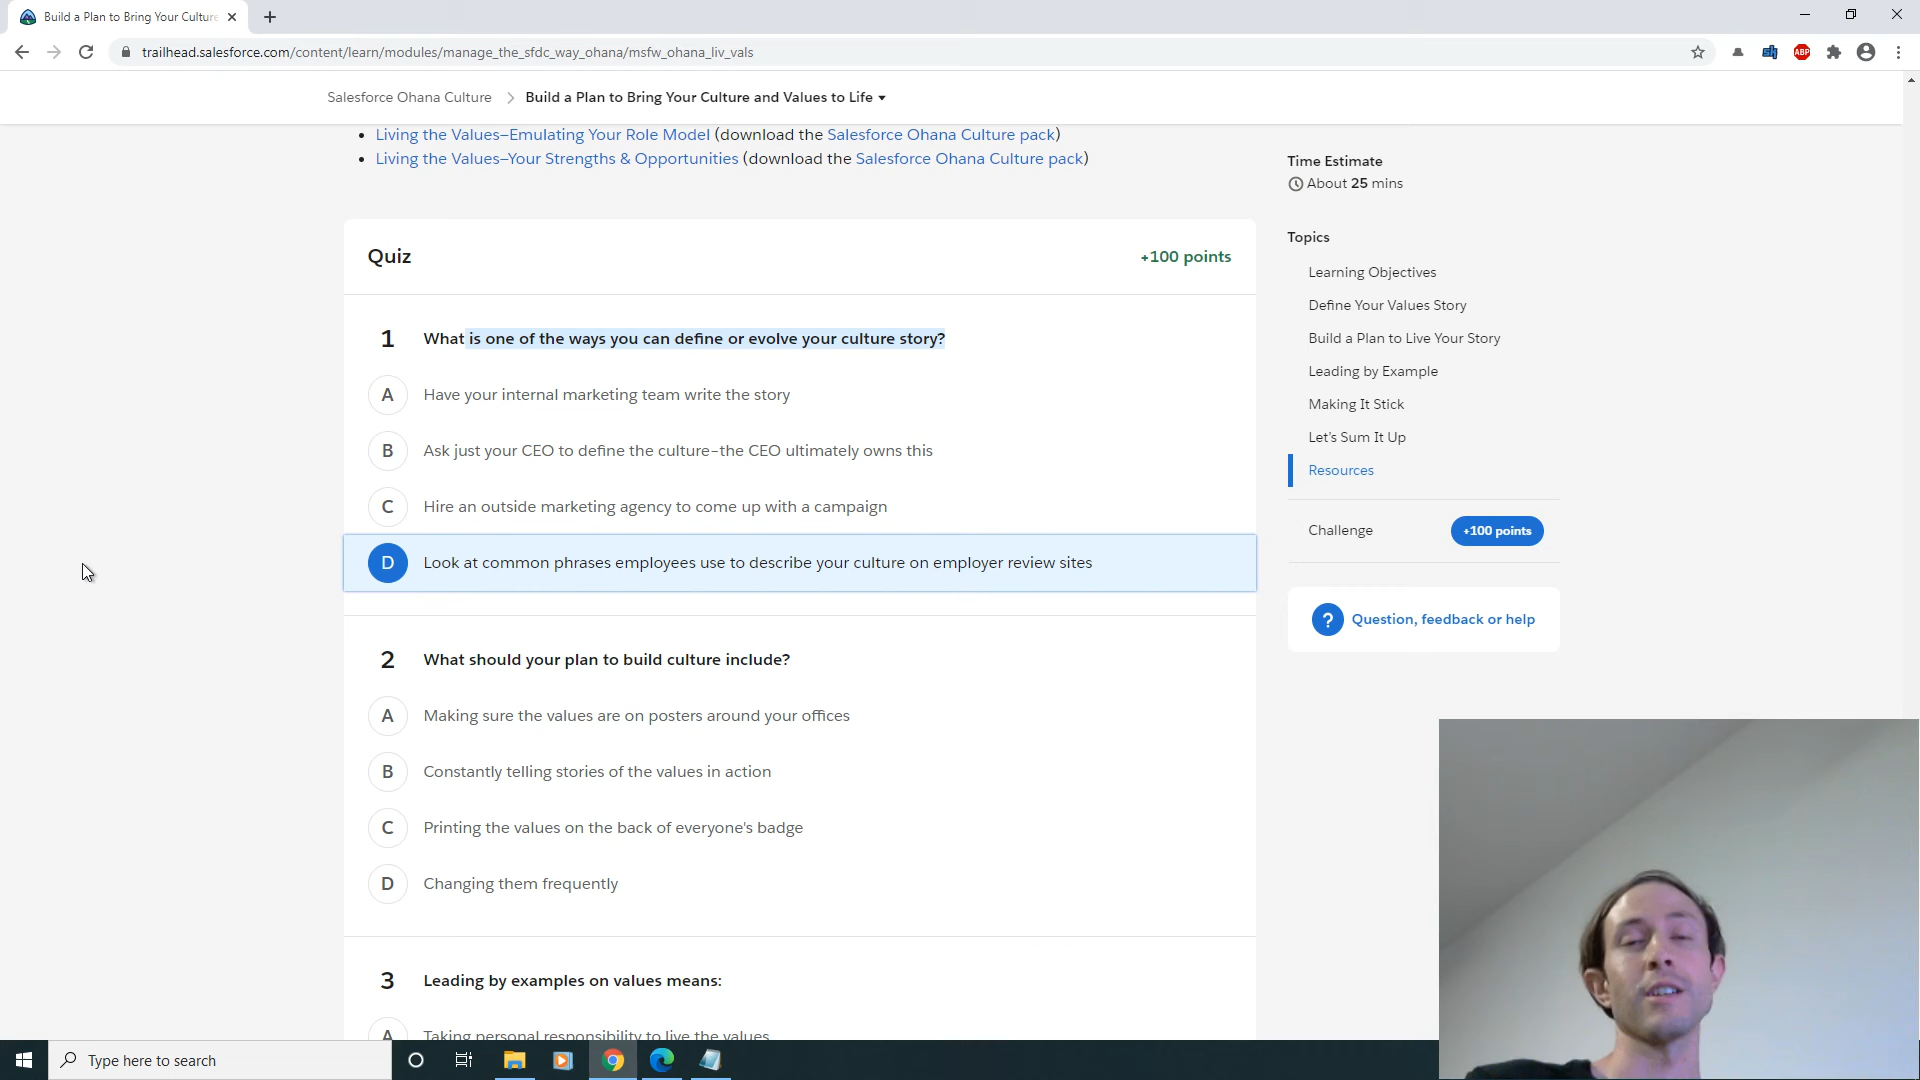 Build a Plan to Bring Your Culture
trailhead.salesforce.com/content/learn/modules/manage_the_sfdc_way_ohana/msfw_ohana_liv_vals
ABP
Salesforce Ohana Culture
Build a Plan to Bring Your Culture and Values to Life
Living the Values—Emulating Your Role Model (download the Salesforce Ohana Culture pack)
Living the Values—Your Strengths & Opportunities (download the Salesforce Ohana Culture pack)
Quiz
+100 points
1 What is one of the ways you can define or evolve your culture story?
A Have your internal marketing team write the story
B Ask just your CEO to define the culture–the CEO ultimately owns this
C Hire an outside marketing agency to come up with a campaign
D Look at common phrases employees use to describe your culture on employer review sites
2 What should your plan to build culture include?
A Making sure the values are on posters around your offices
B Constantly telling stories of the values in action
C Printing the values on the back of everyone's badge
D Changing them frequently
3 Leading by examples on values means:
A Taking personal responsibility to live the values
Time Estimate
About 25 mins
Topics
Learning Objectives
Define Your Values Story
Build a Plan to Live Your Story
Leading by Example
Making It Stick
Let's Sum It Up
Resources
Challenge
+100 points
? Question, feedback or help
Type here to search